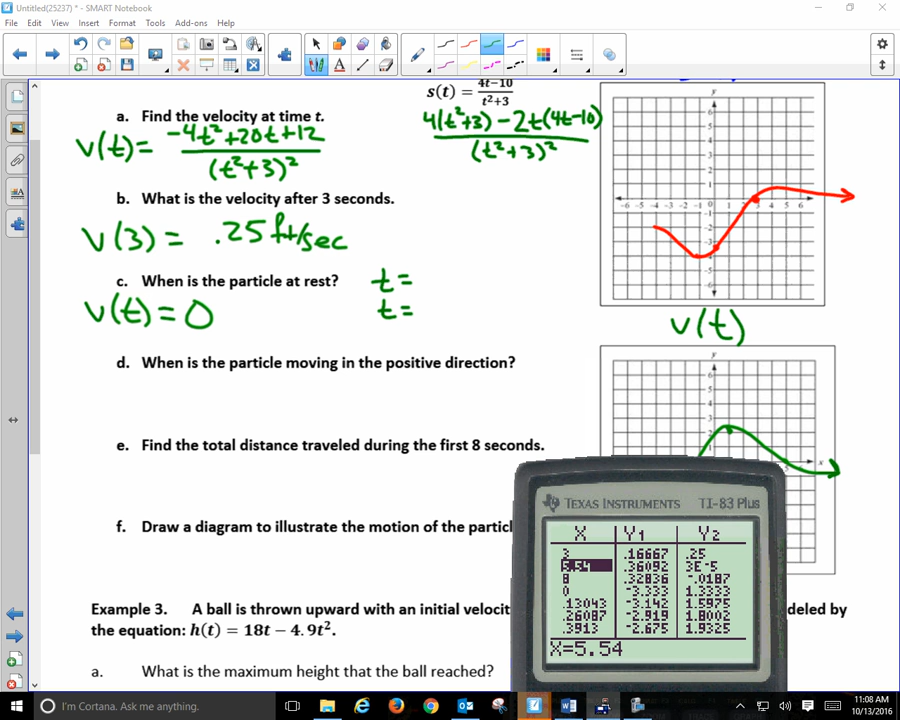 Untitled(25237) * - SMART Notebook
File Edit View Insert Format Tools Add-ons Help
s(t) = 4t−10 / t²+3
a. Find the velocity at time t.
4(t²+3) − 2t(4t−10) / (t²+3)²
v(t) = −4t²+20t+12 / (t²+3)²
b. What is the velocity after 3 seconds.
v(3) = .25 ft/sec
c. When is the particle at rest? t =
v(t) = 0 t =
v(t)
d. When is the particle moving in the positive direction?
e. Find the total distance traveled during the first 8 seconds.
f. Draw a diagram to illustrate the motion of the particl
TEXAS INSTRUMENTS TI-83 Plus
X Y1 Y2
3 .16667 .25
5.54 .36092 3E-5
8 .32836 -.0187
0 -3.333 1.3333
.13043 -3.142 1.5975
.26087 -2.919 1.8002
.3913 -2.675 1.9325
X=5.54
Example 3. A ball is thrown upward with an initial velocit deled by
the equation: h(t) = 18t − 4.9t².
a. What is the maximum height that the ball reached?
I'm Cortana. Ask me anything.
11:08 AM
10/13/2016